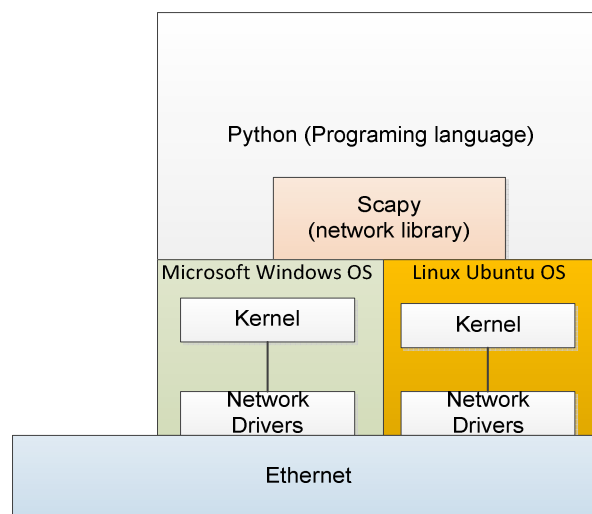 Python (Programing language)
Scapy
(network library)
Microsoft Windows OS
Linux Ubuntu OS
Kernel
Kernel
Network
Drivers
Network
Drivers
Ethernet